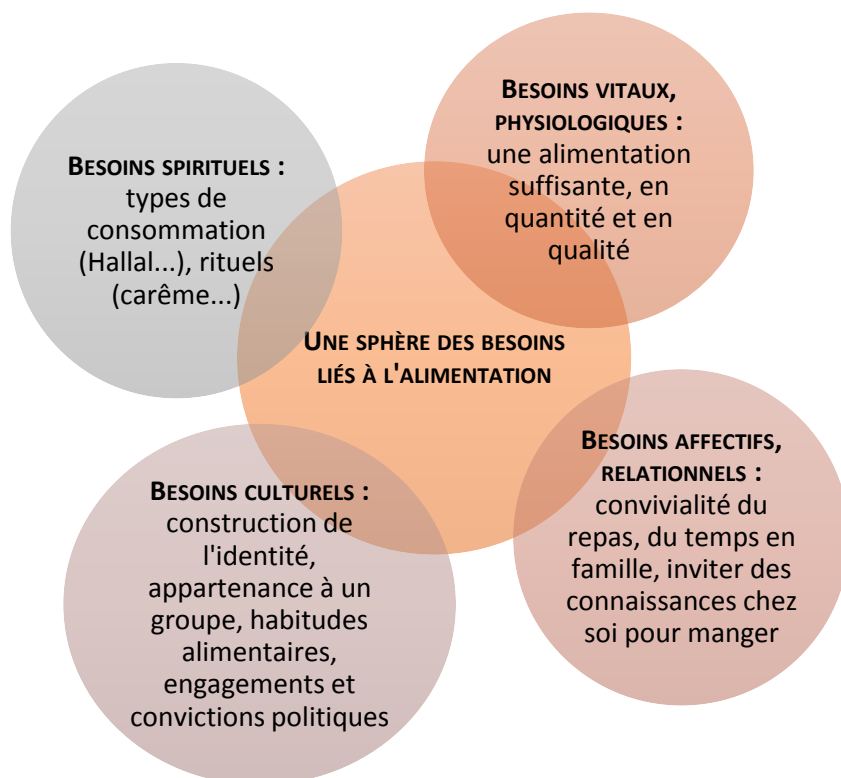 BESOINS VITAUX,
PHYSIOLOGIQUES :
une alimentation
suffisante, en
quantité et en
qualité
BESOINS SPIRITUELS :
types de
consommation
(Hallal...), rituels
(carême...)
UNE SPHÈRE DES BESOINS
LIÉS À L'ALIMENTATION
BESOINS AFFECTIFS,
RELATIONNELS :
convivialité du
repas, du temps en
famille, inviter des
connaissances chez
soi pour manger
BESOINS CULTURELS :
construction de
l'identité,
appartenance à un
groupe, habitudes
alimentaires,
engagements et
convictions politiques